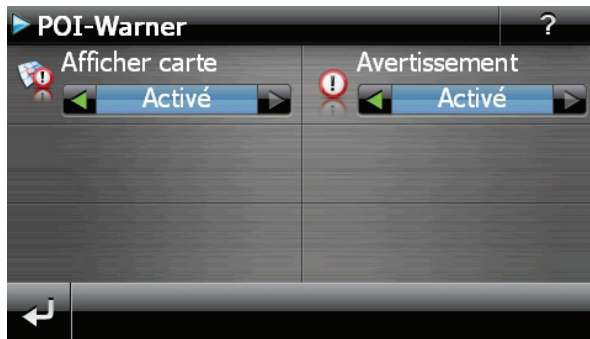 POI-Warner ?
Afficher carte
Activé
Avertissement
Activé